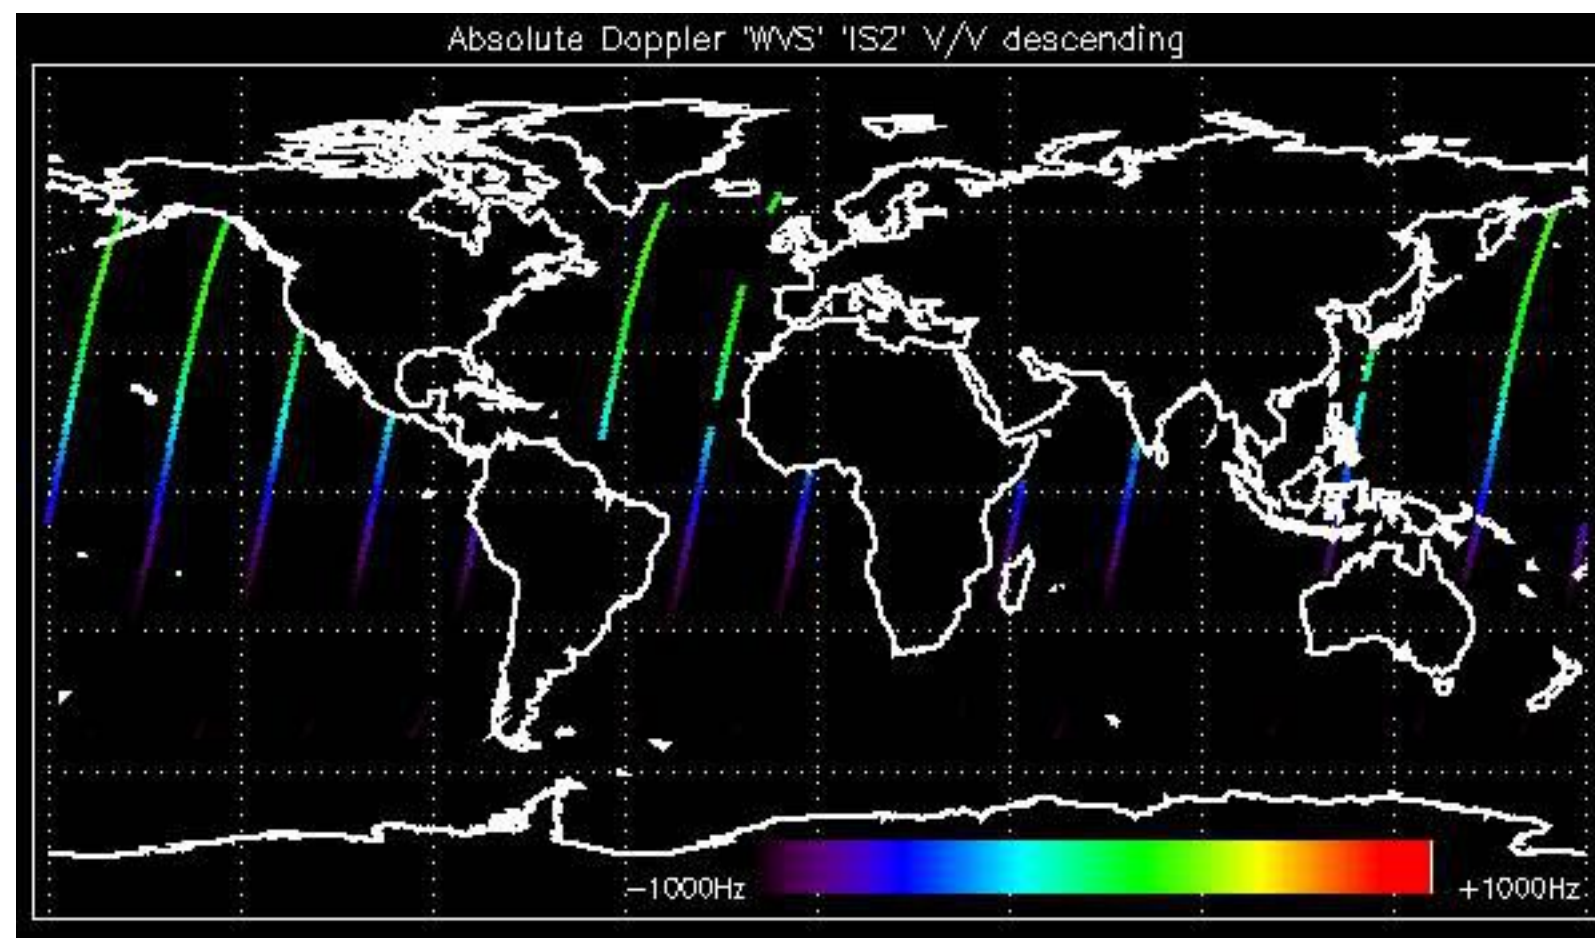 Absolute Doppler 'WVS' 'IS2' V/V descending
−1000Hz
+1000Hz